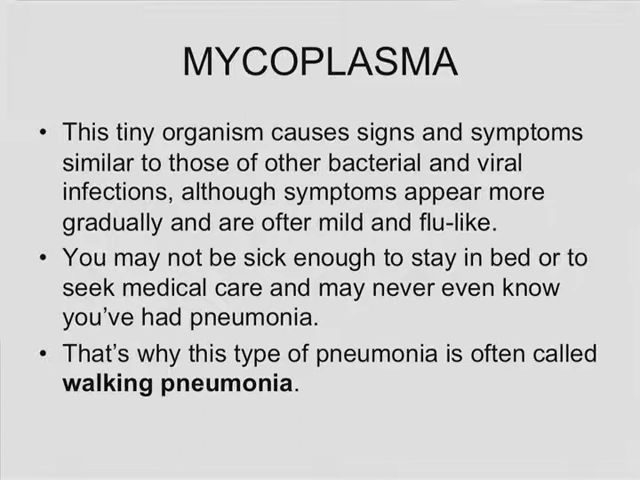 MYCOPLASMA
• This tiny organism causes signs and symptoms
similar to those of other bacterial and viral
infections, although symptoms appear more
gradually and are ofter mild and flu-like.
• You may not be sick enough to stay in bed or to
seek medical care and may never even know
you've had pneumonia.
• That's why this type of pneumonia is often called
walking pneumonia.